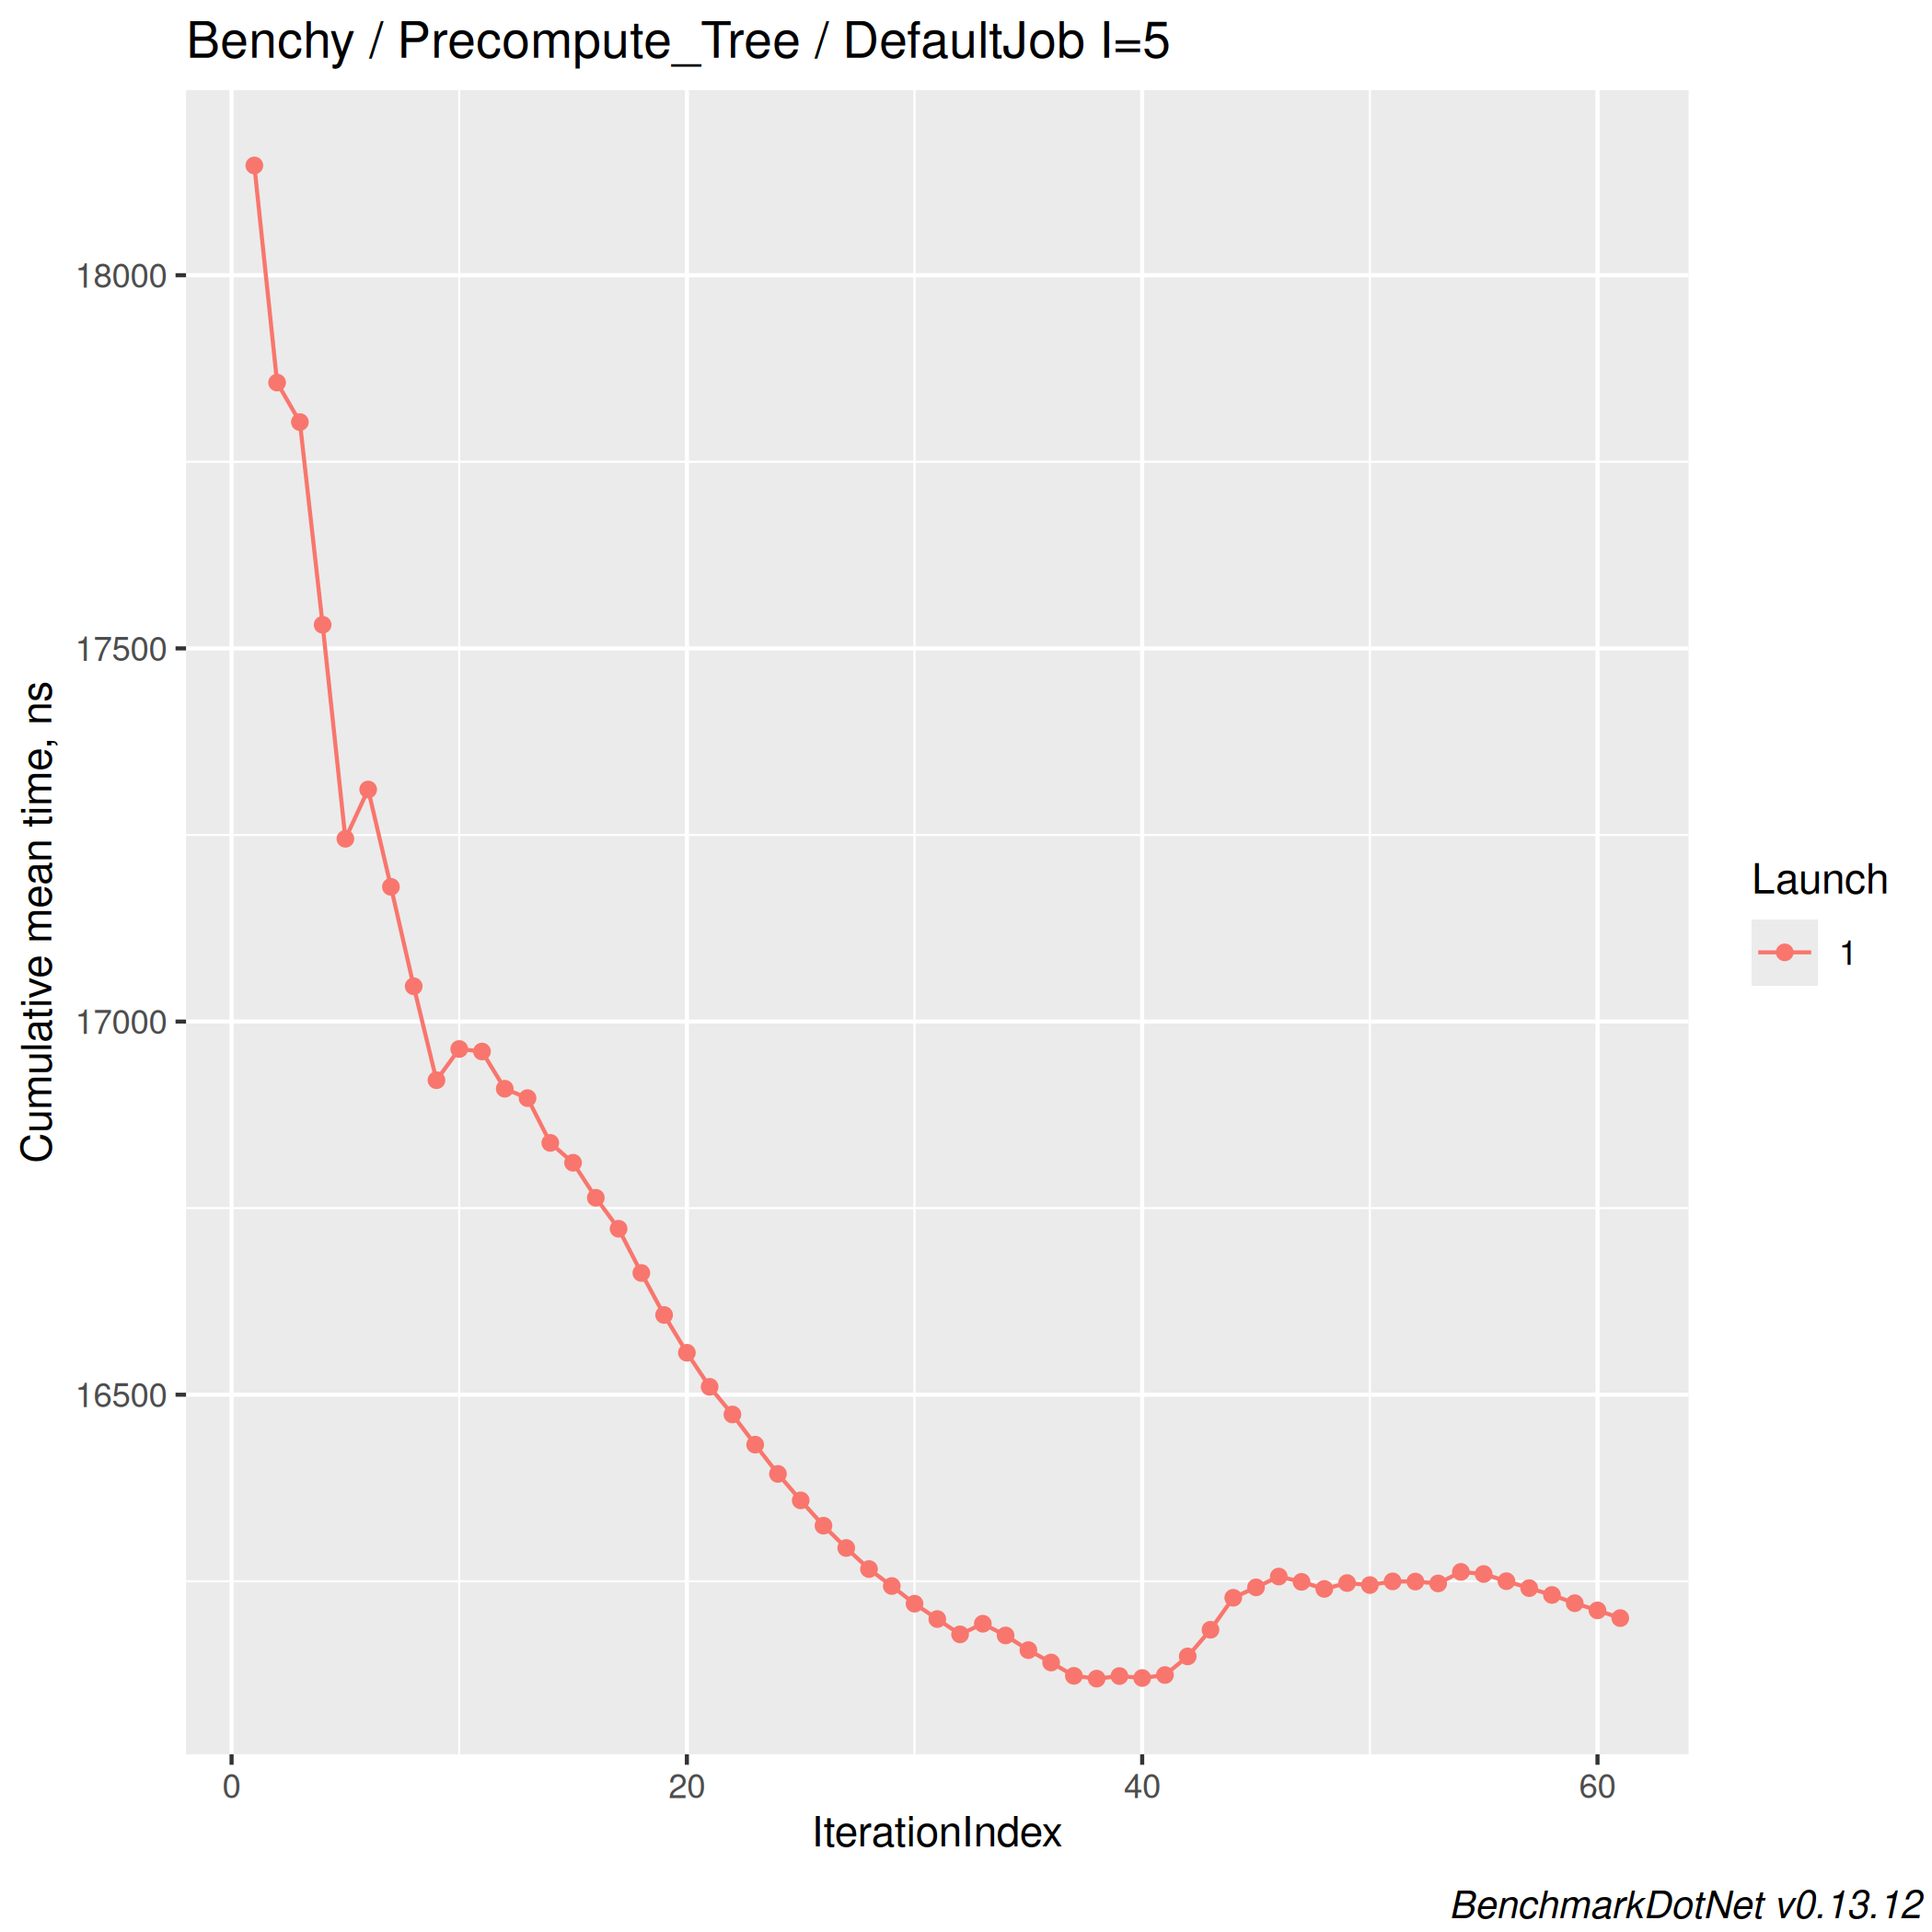 Benchy / Precompute_Tree / DefaultJob I=5
Cumulative mean time, ns
18000
17500
17000
16500
0 20 40 60
IterationIndex
Launch
1
BenchmarkDotNet v0.13.12